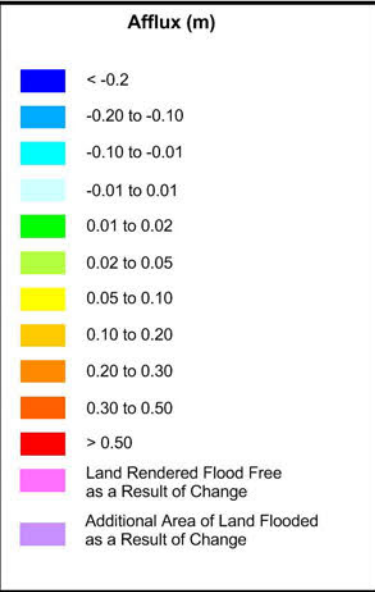 Afflux (m)
< -0.2
-0.20 to -0.10
-0.10 to -0.01
-0.01 to 0.01
0.01 to 0.02
0.02 to 0.05
0.05 to 0.10
0.10 to 0.20
0.20 to 0.30
0.30 to 0.50
> 0.50
Land Rendered Flood Free
as a Result of Change
Additional Area of Land Flooded
as a Result of Change